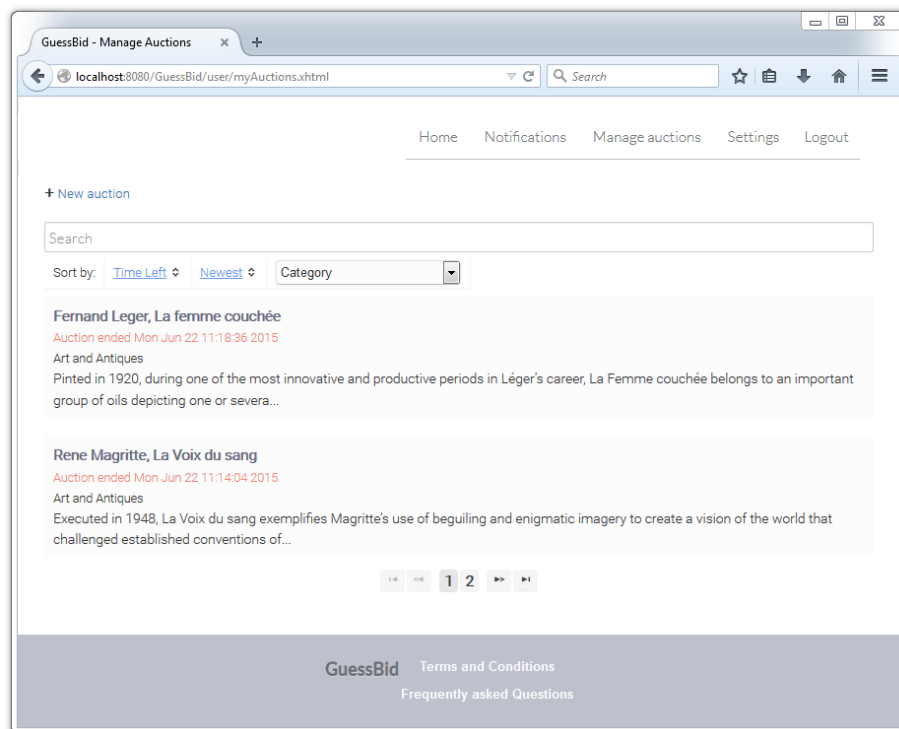 GuessBid - Manage Auctions
localhost:8080/GuessBid/user/myAuctions.xhtml
Search
Home Notifications Manage auctions Settings Logout
+ New auction
Search
Sort by: Time Left Newest Category
Fernand Leger, La femme couchée
Auction ended Mon Jun 22 11:18:36 2015
Art and Antiques
Pinted in 1920, during one of the most innovative and productive periods in Léger's career, La Femme couchée belongs to an important
group of oils depicting one or severa...
Rene Magritte, La Voix du sang
Auction ended Mon Jun 22 11:14:04 2015
Art and Antiques
Executed in 1948, La Voix du sang exemplifies Magritte's use of beguiling and enigmatic imagery to create a vision of the world that
challenged established conventions of...
1 2
GuessBid Terms and Conditions
Frequently asked Questions